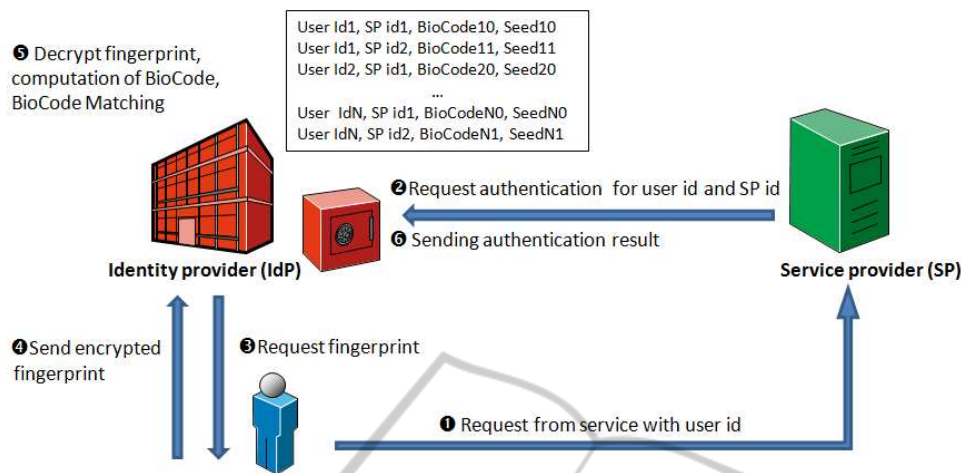 ❺ Decrypt fingerprint,
computation of BioCode,
BioCode Matching
User Id1, SP id1, BioCode10, Seed10
User Id1, SP id2, BioCode11, Seed11
User Id2, SP id1, BioCode20, Seed20
...
User IdN, SP id1, BioCodeN0, SeedN0
User IdN, SP id2, BioCodeN1, SeedN1
❷Request authentication for user id and SP id
❻ Sending authentication result
Identity provider (IdP)
Service provider (SP)
❹Send encrypted
fingerprint
❸Request fingerprint
❶ Request from service with user id